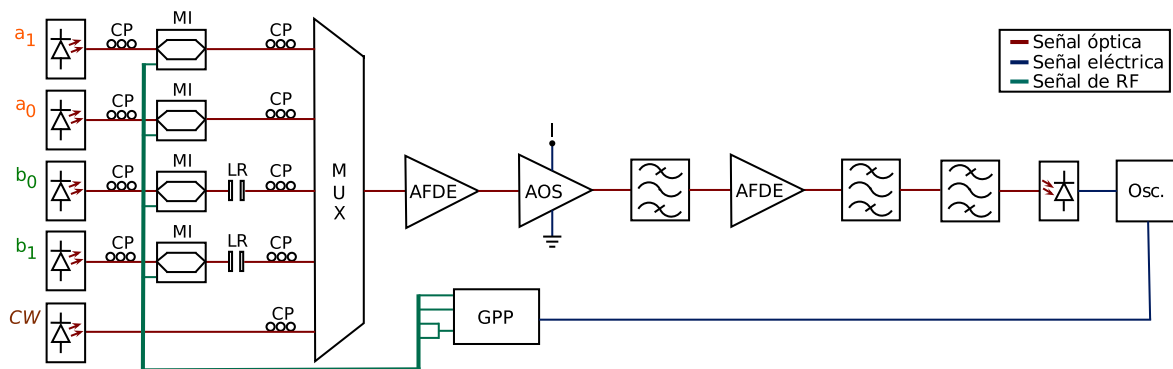 a1
CP
MI
CP
a0
CP
MI
CP
b0
CP
MI
LR
CP
b1
CP
MI
LR
CP
CW
CP
M
U
X
AFDE
I
AOS
AFDE
Osc.
GPP
Señal óptica
Señal eléctrica
Señal de RF